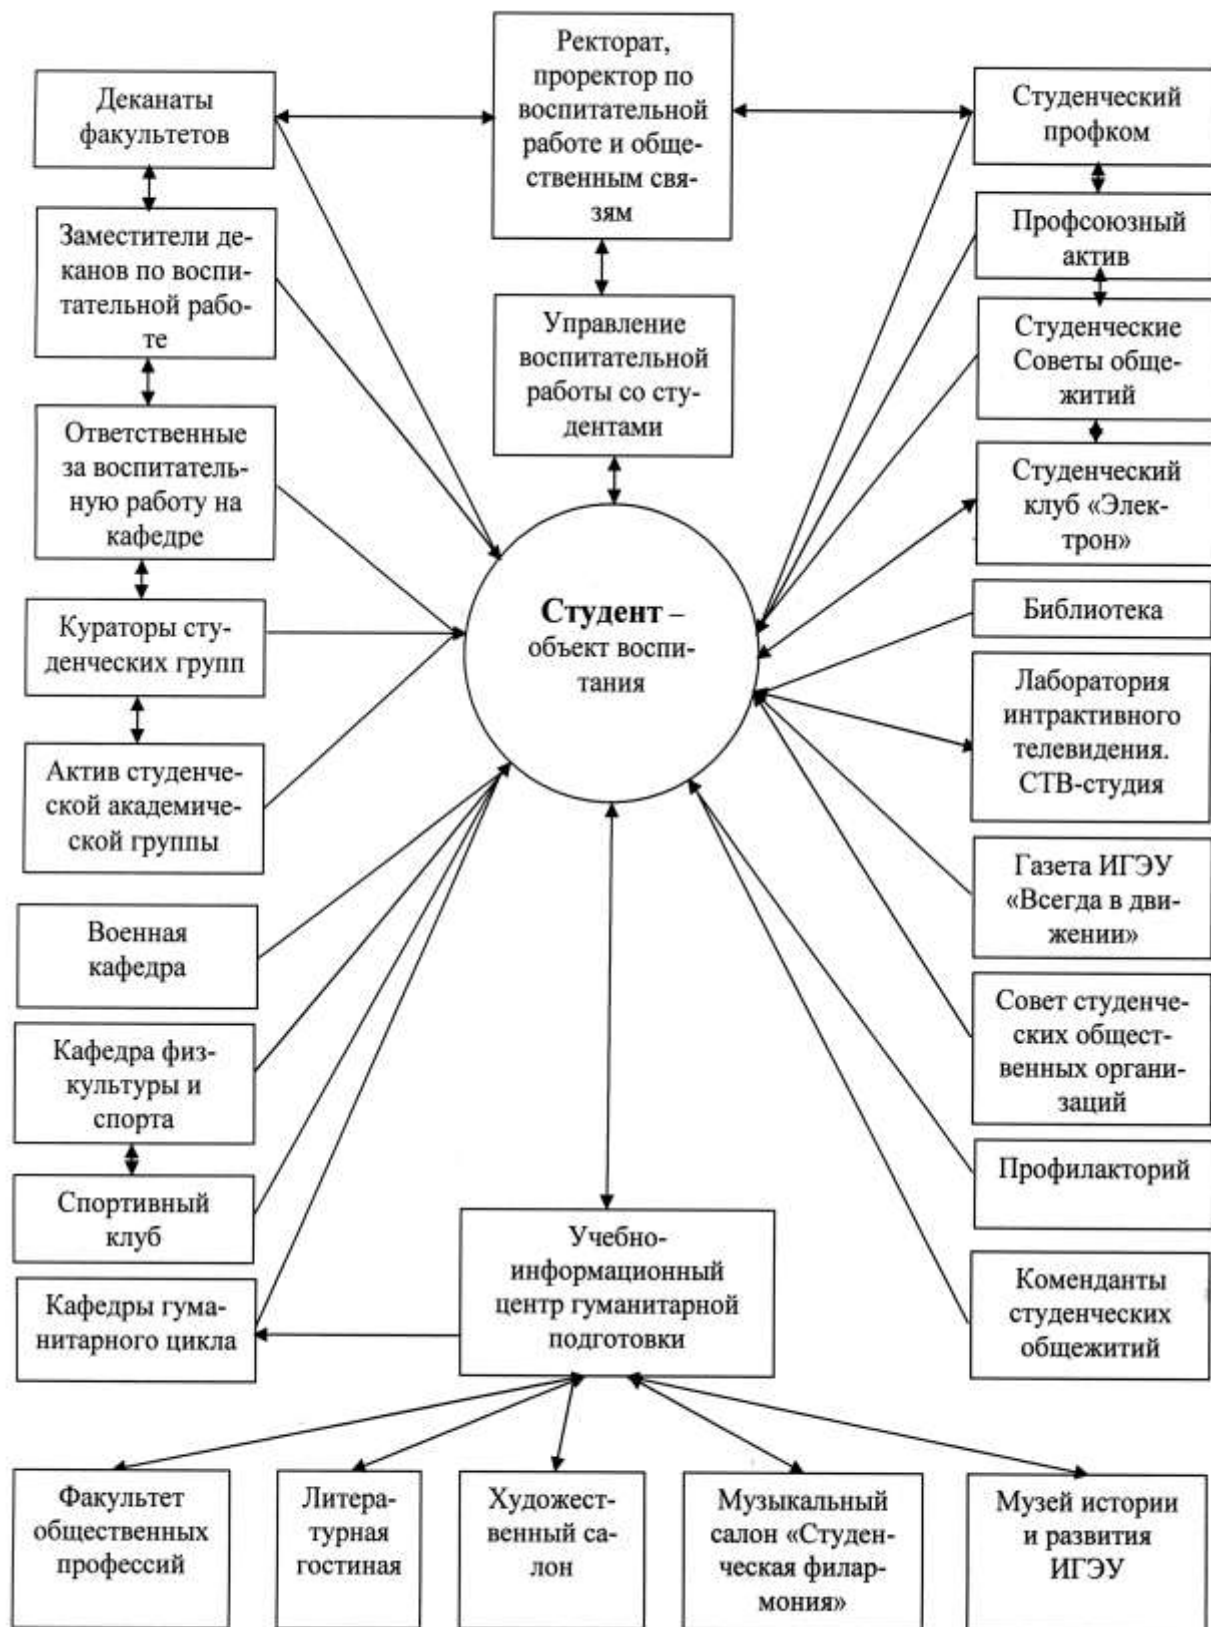 Ректорат,
проректор по
воспитательной
работе и обще-
ственным свя-
зям
Деканаты
факультетов
Студенческий
профком
Заместители де-
канов по воспи-
тательной рабо-
те
Управление
воспитательной
работы со сту-
дентами
Профсоюзный
актив
Студенческие
Советы обще-
житий
Ответственные
за воспитатель-
ную работу на
кафедре
Студенческий
клуб «Элек-
трон»
Кураторы сту-
денческих групп
Студент –
объект воспи-
тания
Библиотека
Лаборатория
интрактивного
телевидения.
СТВ-студия
Актив студенче-
ской академиче-
ской группы
Газета ИГЭУ
«Всегда в дви-
жении»
Военная
кафедра
Совет студенче-
ских общест-
венных органи-
заций
Кафедра физ-
культуры и
спорта
Профилакторий
Спортивный
клуб
Учебно-
информационный
центр гуманитарной
подготовки
Коменданты
студенческих
общежитий
Кафедры гума-
нитарного цикла
Факультет
общественных
профессий
Литера-
турная
гостиная
Художест-
венный са-
лон
Музыкальный
салон «Студен-
ческая филар-
мония»
Музей истории
и развития
ИГЭУ